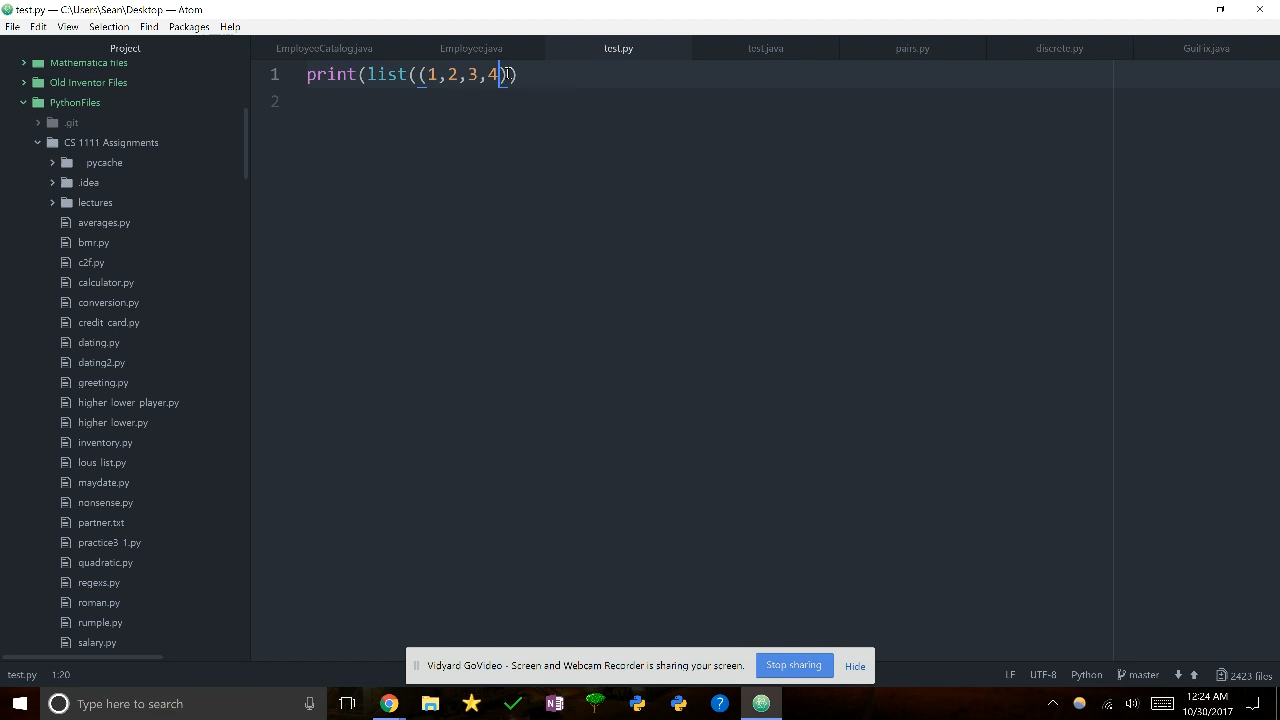 test.py — C:\Users\Sean\Desktop — Atom
File Edit View Selection Find Packages Help
Project
EmployeeCatalog.java Employee.java test.py test.java pairs.py discrete.py GuiFix.java
Mathematica files
Old Inventor Files
PythonFiles
.git
CS 1111 Assignments
pycache
.idea
lectures
averages.py
bmr.py
c2f.py
calculator.py
conversion.py
credit card.py
dating.py
dating2.py
greeting.py
higher lower player.py
higher lower.py
inventory.py
lous list.py
maydate.py
nonsense.py
partner.txt
practice3 1.py
quadratic.py
regexs.py
roman.py
rumple.py
salary.py
1 print(list((1,2,3,4))
2
Vidyard GoVideo - Screen and Webcam Recorder is sharing your screen. Stop sharing Hide
test.py 1:20 LF UTF-8 Python master 2423 files
Type here to search
12:24 AM
10/30/2017